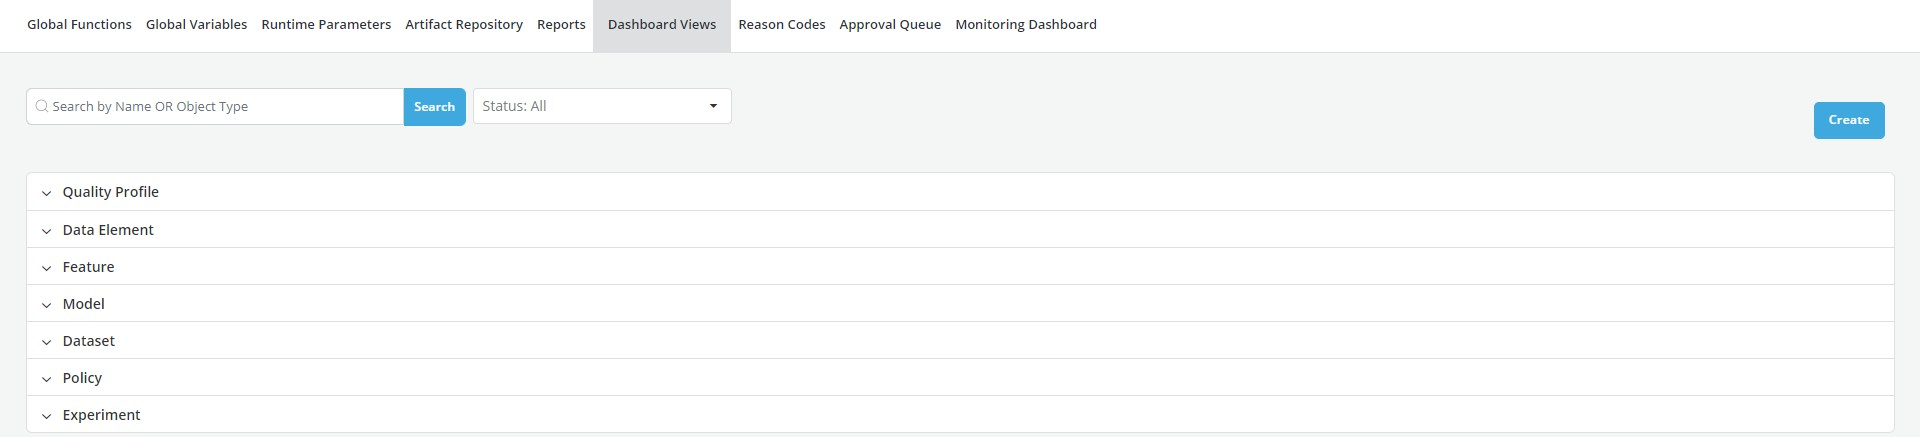 Global Functions Global Variables Runtime Parameters Artifact Repository Reports Dashboard Views Reason Codes Approval Queue Monitoring Dashboard
Search by Name OR Object Type Search Status: All
Create
Quality Profile
Data Element
Feature
Model
Dataset
Policy
Experiment